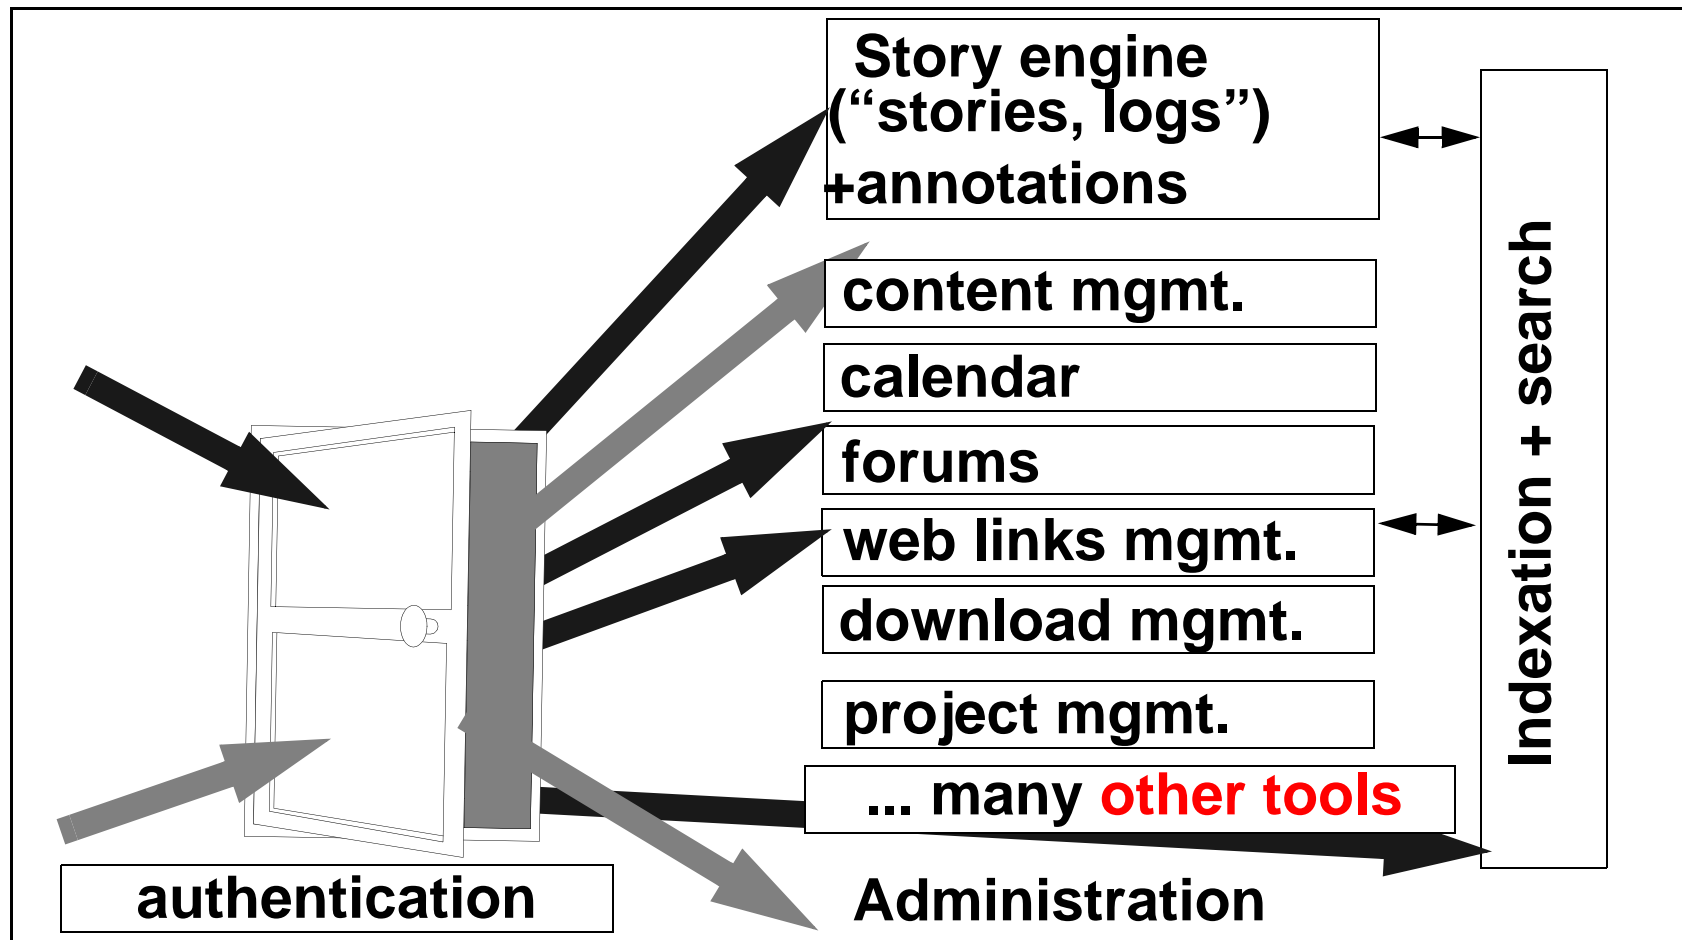 Story engine
(“stories, logs”)
+annotations
content mgmt.
calendar
forums
web links mgmt.
download mgmt.
project mgmt.
... many other tools
Administration
authentication
Indexation + search